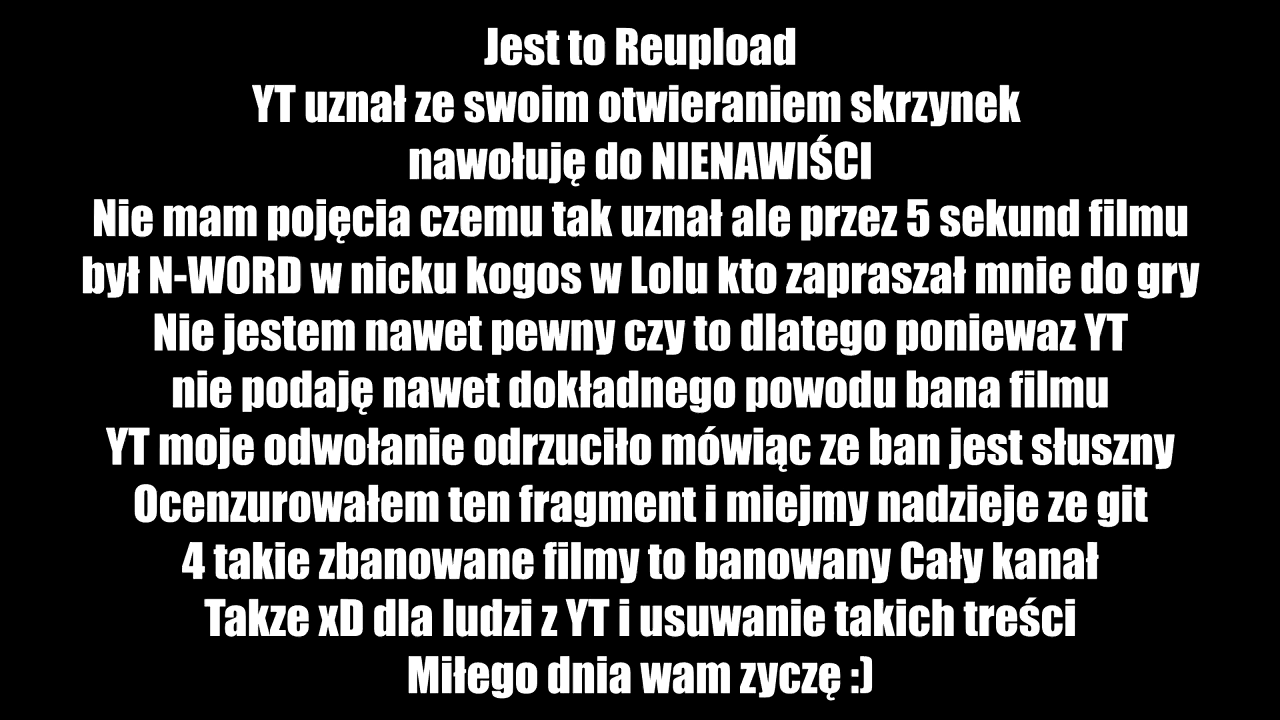 Jest to Reupload
YT uznał ze swoim otwieraniem skrzynek
nawołuję do NIENAWIŚCI
Nie mam pojęcia czemu tak uznał ale przez 5 sekund filmu
był N-WORD w nicku kogos w Lolu kto zapraszał mnie do gry
Nie jestem nawet pewny czy to dlatego poniewaz YT
nie podaję nawet dokładnego powodu bana filmu
YT moje odwołanie odrzuciło mówiąc ze ban jest słuszny
Ocenzurowałem ten fragment i miejmy nadzieje ze git
4 takie zbanowane filmy to banowany Cały kanał
Takze xD dla ludzi z YT i usuwanie takich treści
Miłego dnia wam zyczę :)